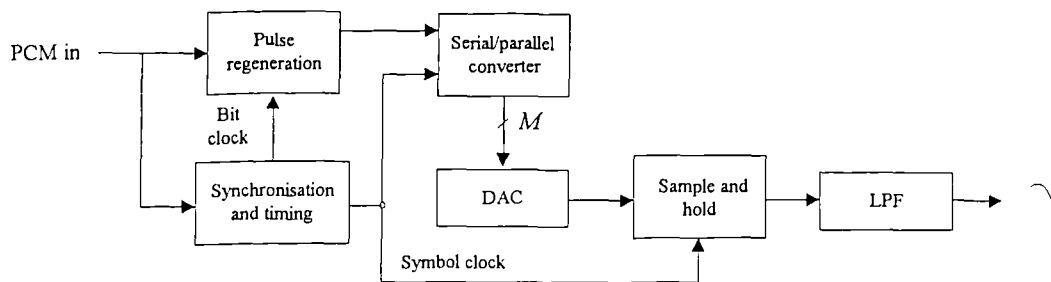 PCM in
Pulse
regeneration
Serial/parallel
converter
Bit
clock
M
Synchronisation
and timing
DAC
Sample and
hold
LPF
Symbol clock